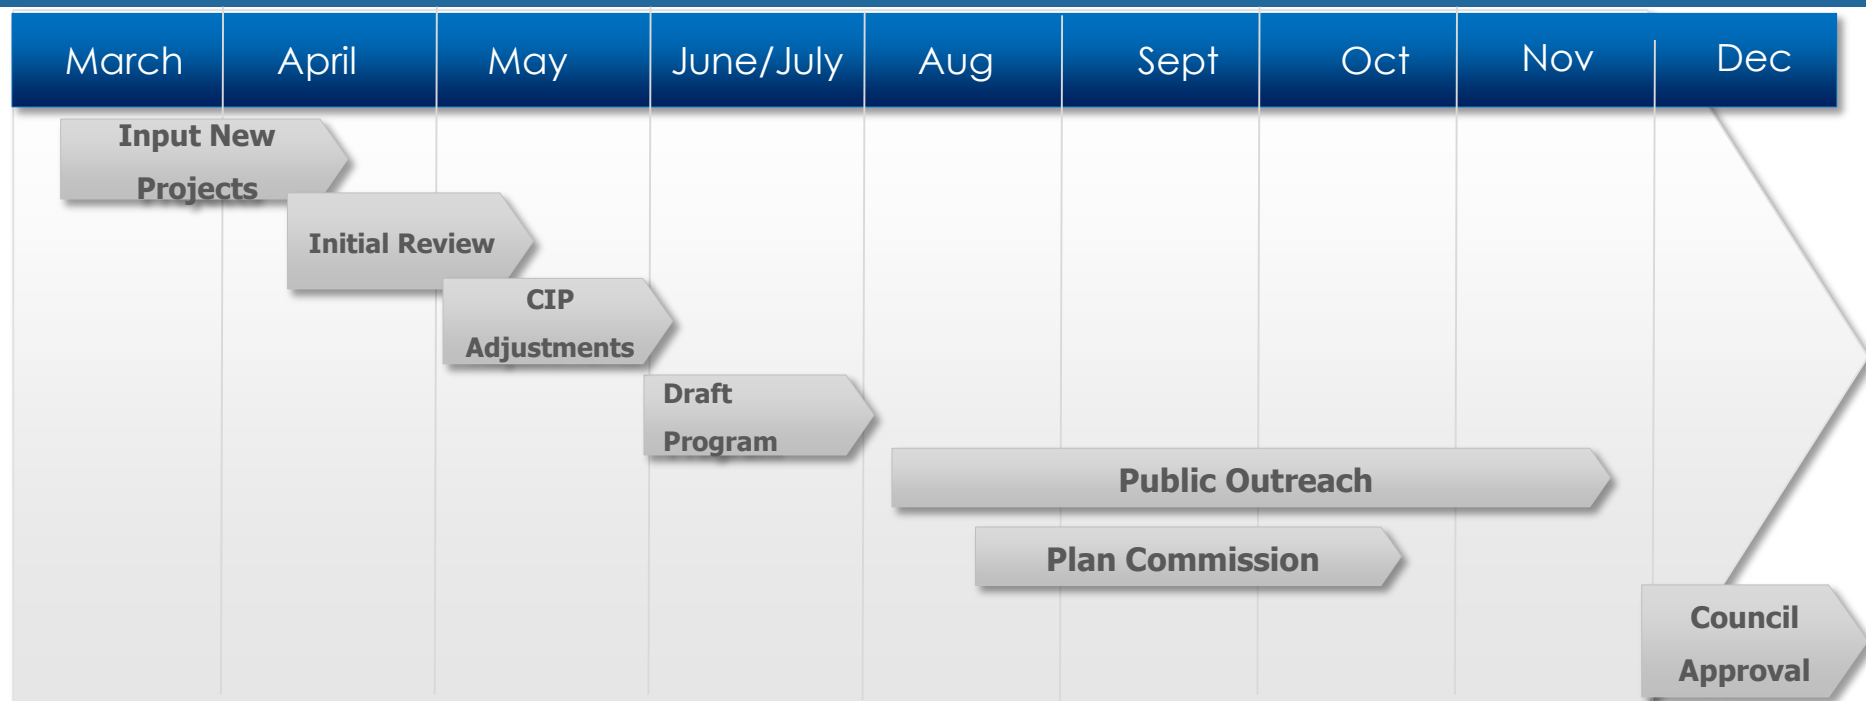 March April May June/July Aug Sept Oct Nov Dec
Input New
Projects
Initial Review
CIP
Adjustments
Draft
Program
Public Outreach
Plan Commission
Council
Approval